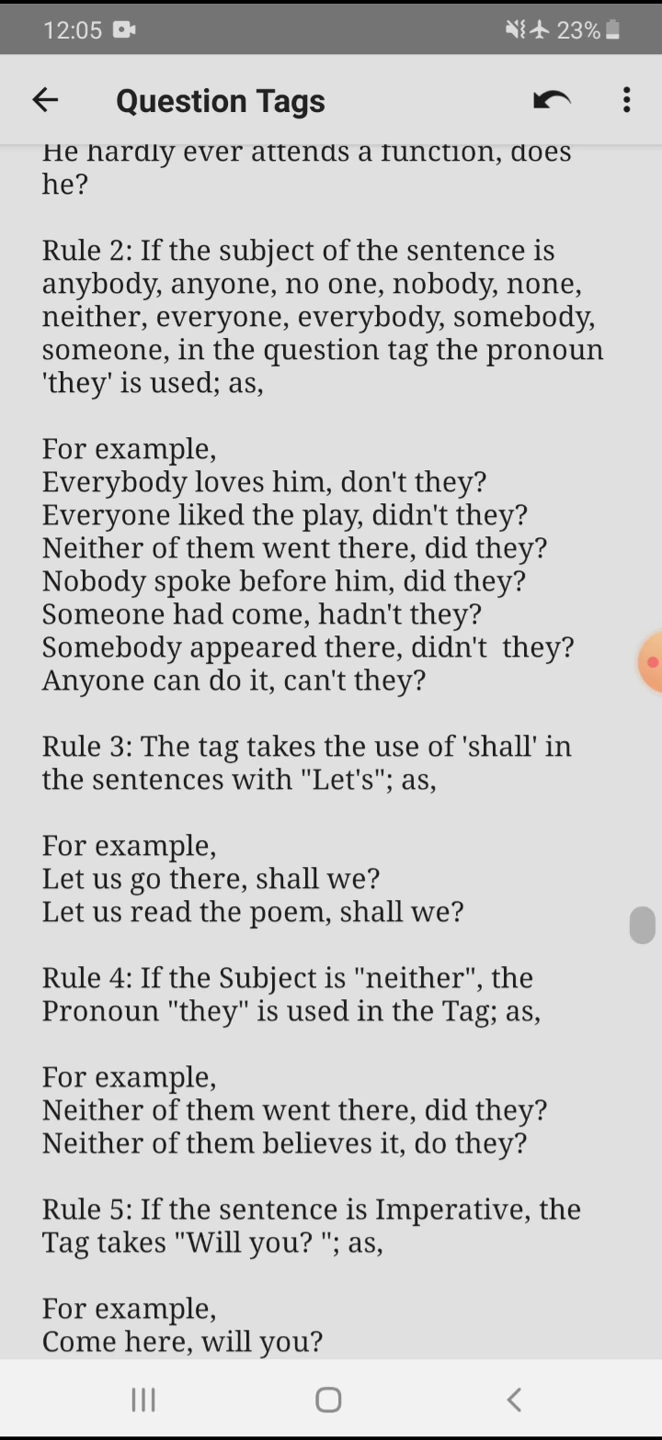 12:05
23%
Question Tags
He hardly ever attends a function, does
he?
Rule 2: If the subject of the sentence is
anybody, anyone, no one, nobody, none,
neither, everyone, everybody, somebody,
someone, in the question tag the pronoun
'they' is used; as,
For example,
Everybody loves him, don't they?
Everyone liked the play, didn't they?
Neither of them went there, did they?
Nobody spoke before him, did they?
Someone had come, hadn't they?
Somebody appeared there, didn't  they?
Anyone can do it, can't they?
Rule 3: The tag takes the use of 'shall' in
the sentences with "Let's"; as,
For example,
Let us go there, shall we?
Let us read the poem, shall we?
Rule 4: If the Subject is "neither", the
Pronoun "they" is used in the Tag; as,
For example,
Neither of them went there, did they?
Neither of them believes it, do they?
Rule 5: If the sentence is Imperative, the
Tag takes "Will you? "; as,
For example,
Come here, will you?